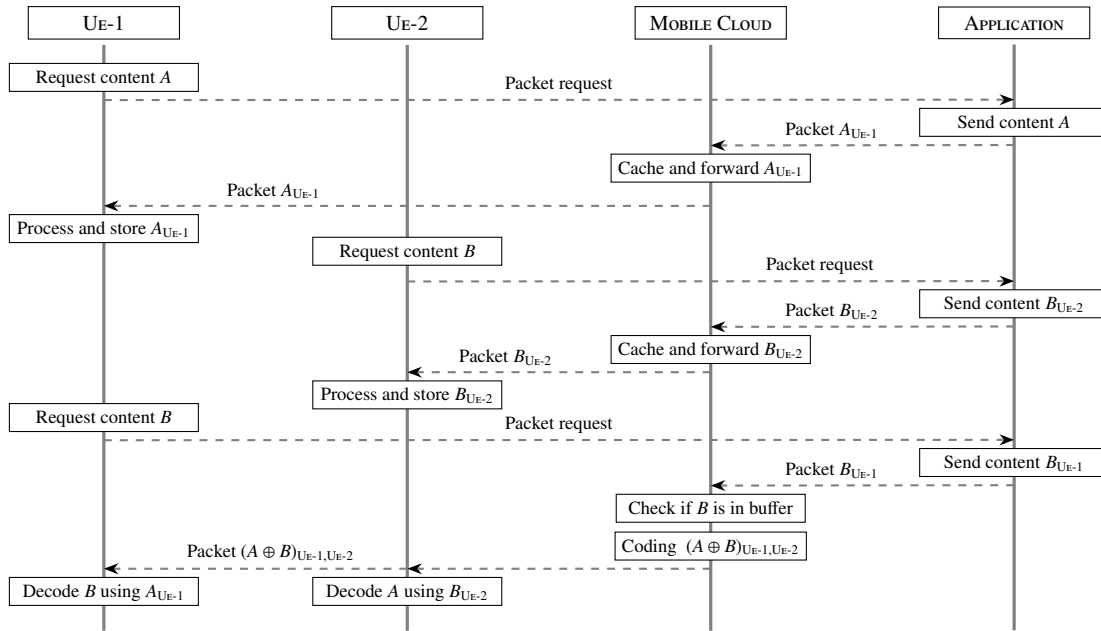 UE-1 UE-2 MOBILE CLOUD APPLICATION
Request content A
Packet request
Send content A
Packet A_UE-1
Cache and forward A_UE-1
Packet A_UE-1
Process and store A_UE-1
Request content B
Packet request
Send content B_UE-2
Packet B_UE-2
Cache and forward B_UE-2
Packet B_UE-2
Process and store B_UE-2
Request content B
Packet request
Send content B_UE-1
Packet B_UE-1
Check if B is in buffer
Coding (A ⊕ B)_UE-1,UE-2
Packet (A ⊕ B)_UE-1,UE-2
Decode B using A_UE-1 Decode A using B_UE-2